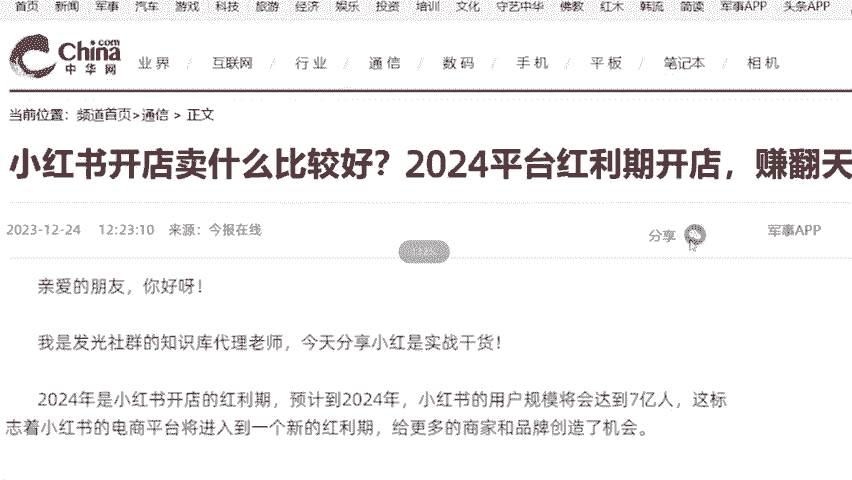 首页 新闻 军事 汽车 游戏 科技 旅游 经济 娱乐 投资 培训 文化 守艺中华 佛教 红木 韩流 简读 军事APP 头条APP
China.com
中华网
业界 / 互联网 / 行业 / 通信 / 数码 / 手机 / 平板 / 笔记本 / 相机
当前位置：频道首页>通信 > 正文
小红书开店卖什么比较好？2024平台红利期开店，赚翻天
2023-12-24 12:23:10 来源：今报在线
分享 军事APP
亲爱的朋友，你好呀！
我是发光社群的知识库代理老师，今天分享小红是实战干货！
2024年是小红书开店的红利期，预计到2024年，小红书的用户规模将会达到7亿人，这标
志着小红书的电商平台将进入到一个新的红利期，给更多的商家和品牌创造了机会。